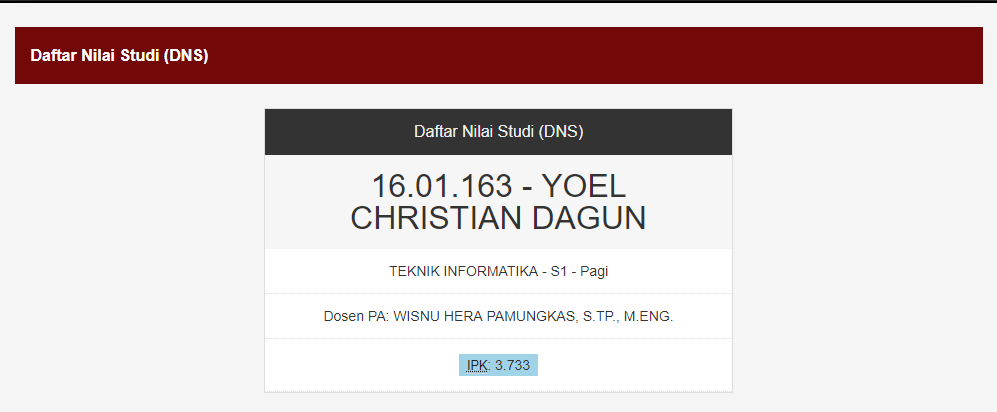 Daftar Nilai Studi (DNS)
Daftar Nilai Studi (DNS)
16.01.163 - YOEL
CHRISTIAN DAGUN
TEKNIK INFORMATIKA - S1 - Pagi
Dosen PA: WISNU HERA PAMUNGKAS, S.TP., M.ENG.
IPK: 3.733